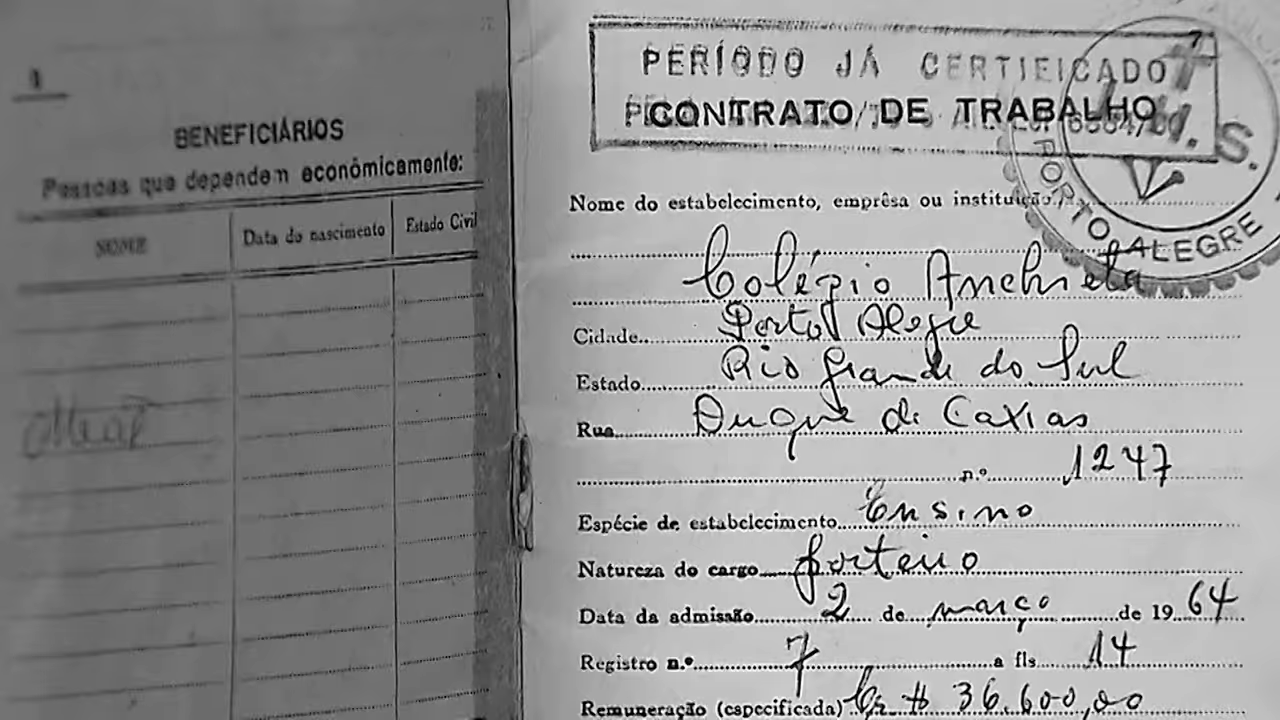 BENEFICIÁRIOS
Pessoas que dependem econômicamente:
NOME Data do nascimento Estado Civil
7
PERÍODO JÁ CERTIFICADO
CONTRATO DE TRABALHO
PORTO ALEGRE
Nome do estabelecimento, emprêsa ou instituição
Colégio Anchieta
Cidade Porto Alegre
Estado Rio Grande do Sul
Rua Duque de Caxias
n.º 1247
Espécie de estabelecimento Ensino
Natureza do cargo porteiro
Data da admissão 2 de março de 1964
Registro n.º 7 a fls. 14
Remuneração (especificada) Cr$ 36.600,00